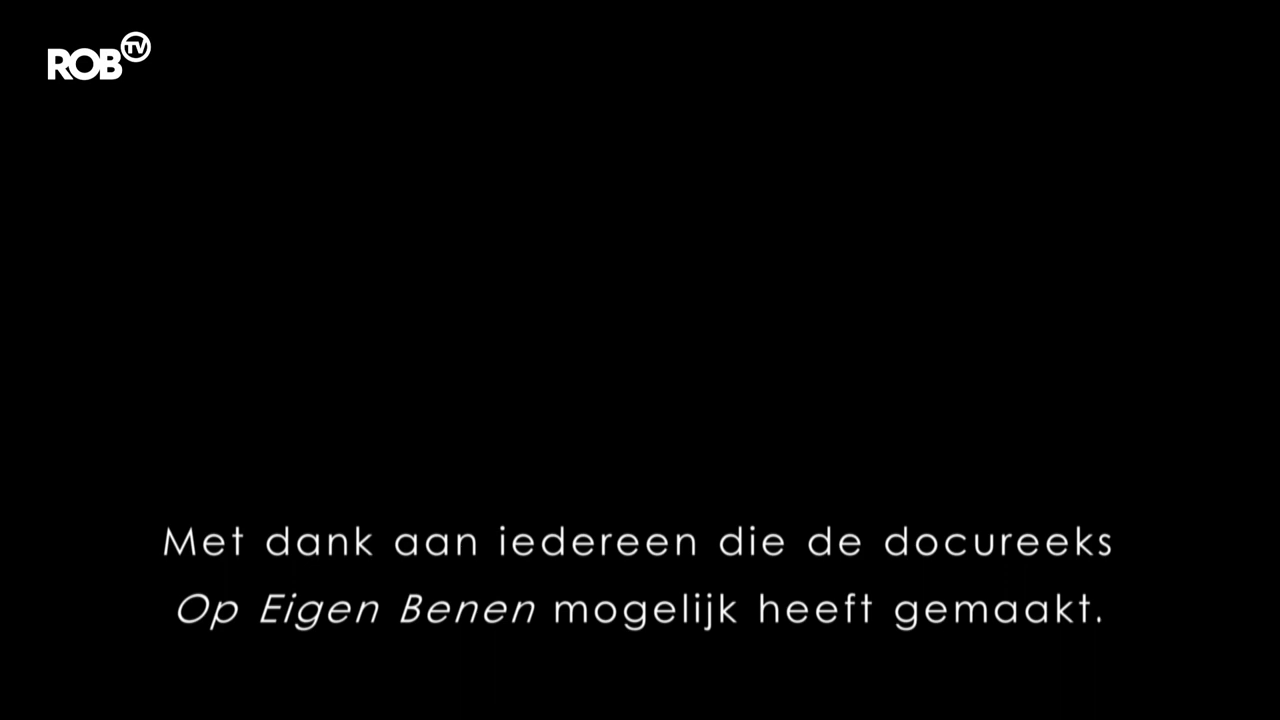 ROB TV
Met dank aan iedereen die de docureeks
Op Eigen Benen mogelijk heeft gemaakt.